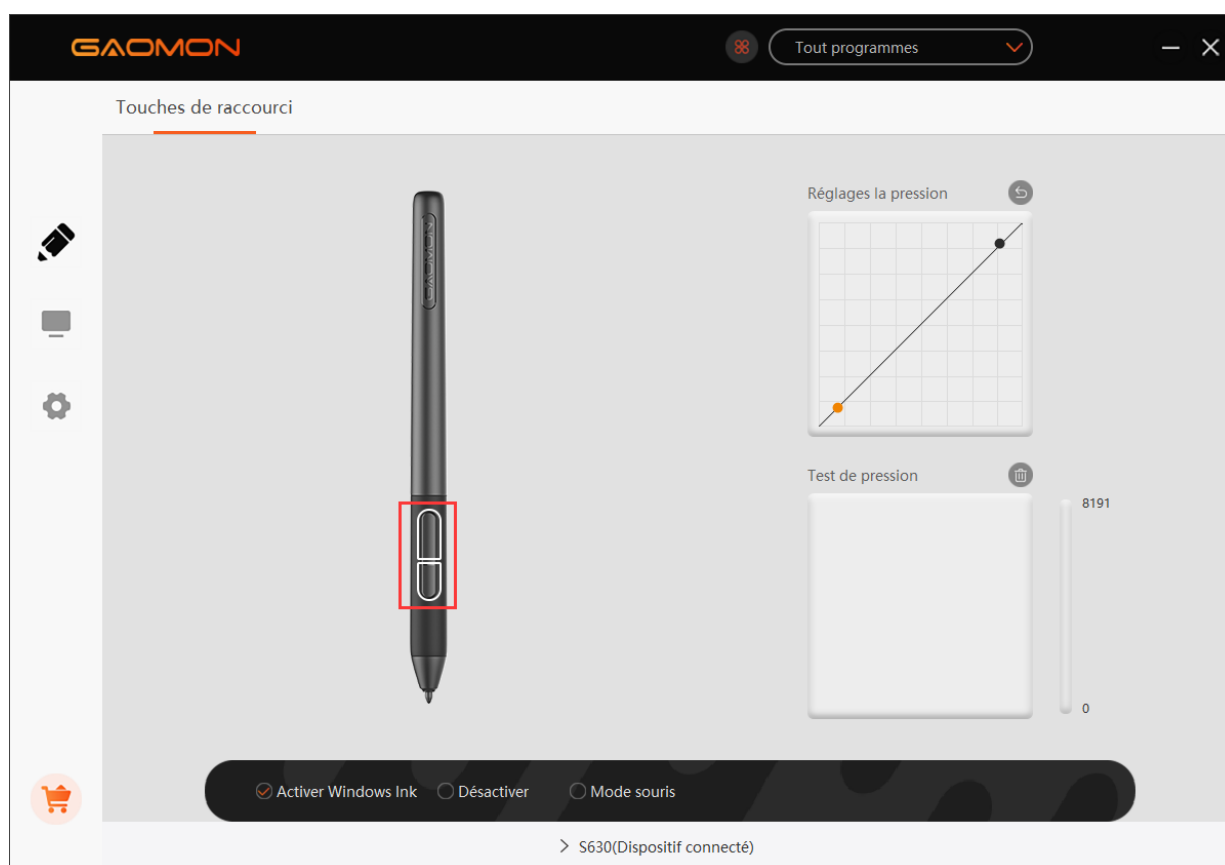 GAOMON
Tout programmes
Touches de raccourci
Réglages la pression
GAOMON
Test de pression
8191
0
Activer Windows Ink
Désactiver
Mode souris
S630(Dispositif connecté)